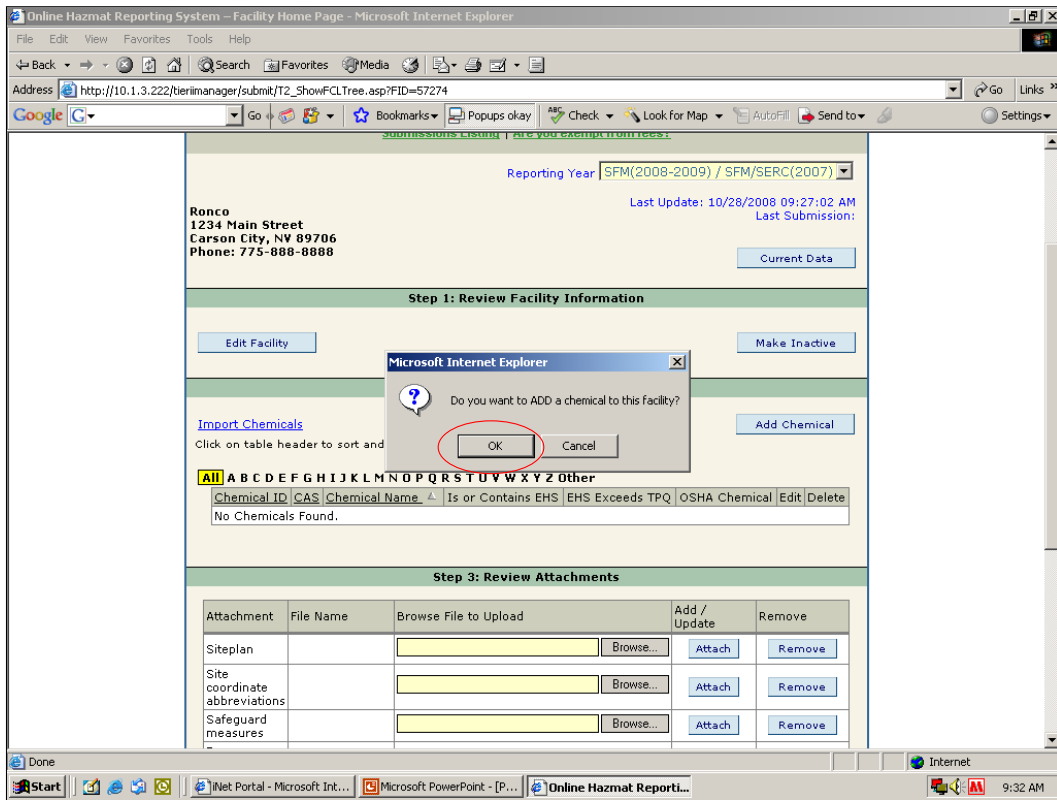 Online Hazmat Reporting System – Facility Home Page - Microsoft Internet Explorer
File Edit View Favorites Tools Help
Back Search Favorites Media
Address http://10.1.3.222/tieriimanager/submit/T2_ShowFCLTree.asp?FID=57274 Go Links »
Google G Go Bookmarks Popups okay ABC Check Look for Map AutoFill Send to Settings
Submissions Listing | Are you exempt from fees?
Reporting Year SFM(2008-2009) / SFM/SERC(2007)
Last Update: 10/28/2008 09:27:02 AM
Last Submission:
Ronco
1234 Main Street
Carson City, NV 89706
Phone: 775-888-8888
Current Data
Step 1: Review Facility Information
Edit Facility
Make Inactive
Microsoft Internet Explorer
? Do you want to ADD a chemical to this facility?
OK Cancel
Import Chemicals
Add Chemical
Click on table header to sort and
All A B C D E F G H I J K L M N O P Q R S T U V W X Y Z Other
Chemical ID CAS Chemical Name Is or Contains EHS EHS Exceeds TPQ OSHA Chemical Edit Delete
No Chemicals Found.
Step 3: Review Attachments
Attachment File Name Browse File to Upload Add / Update Remove
Siteplan Browse... Attach Remove
Site coordinate abbreviations Browse... Attach Remove
Safeguard measures Browse... Attach Remove
Done Internet
Start iNet Portal - Microsoft Int... Microsoft PowerPoint - [P... Online Hazmat Reporti... 9:32 AM